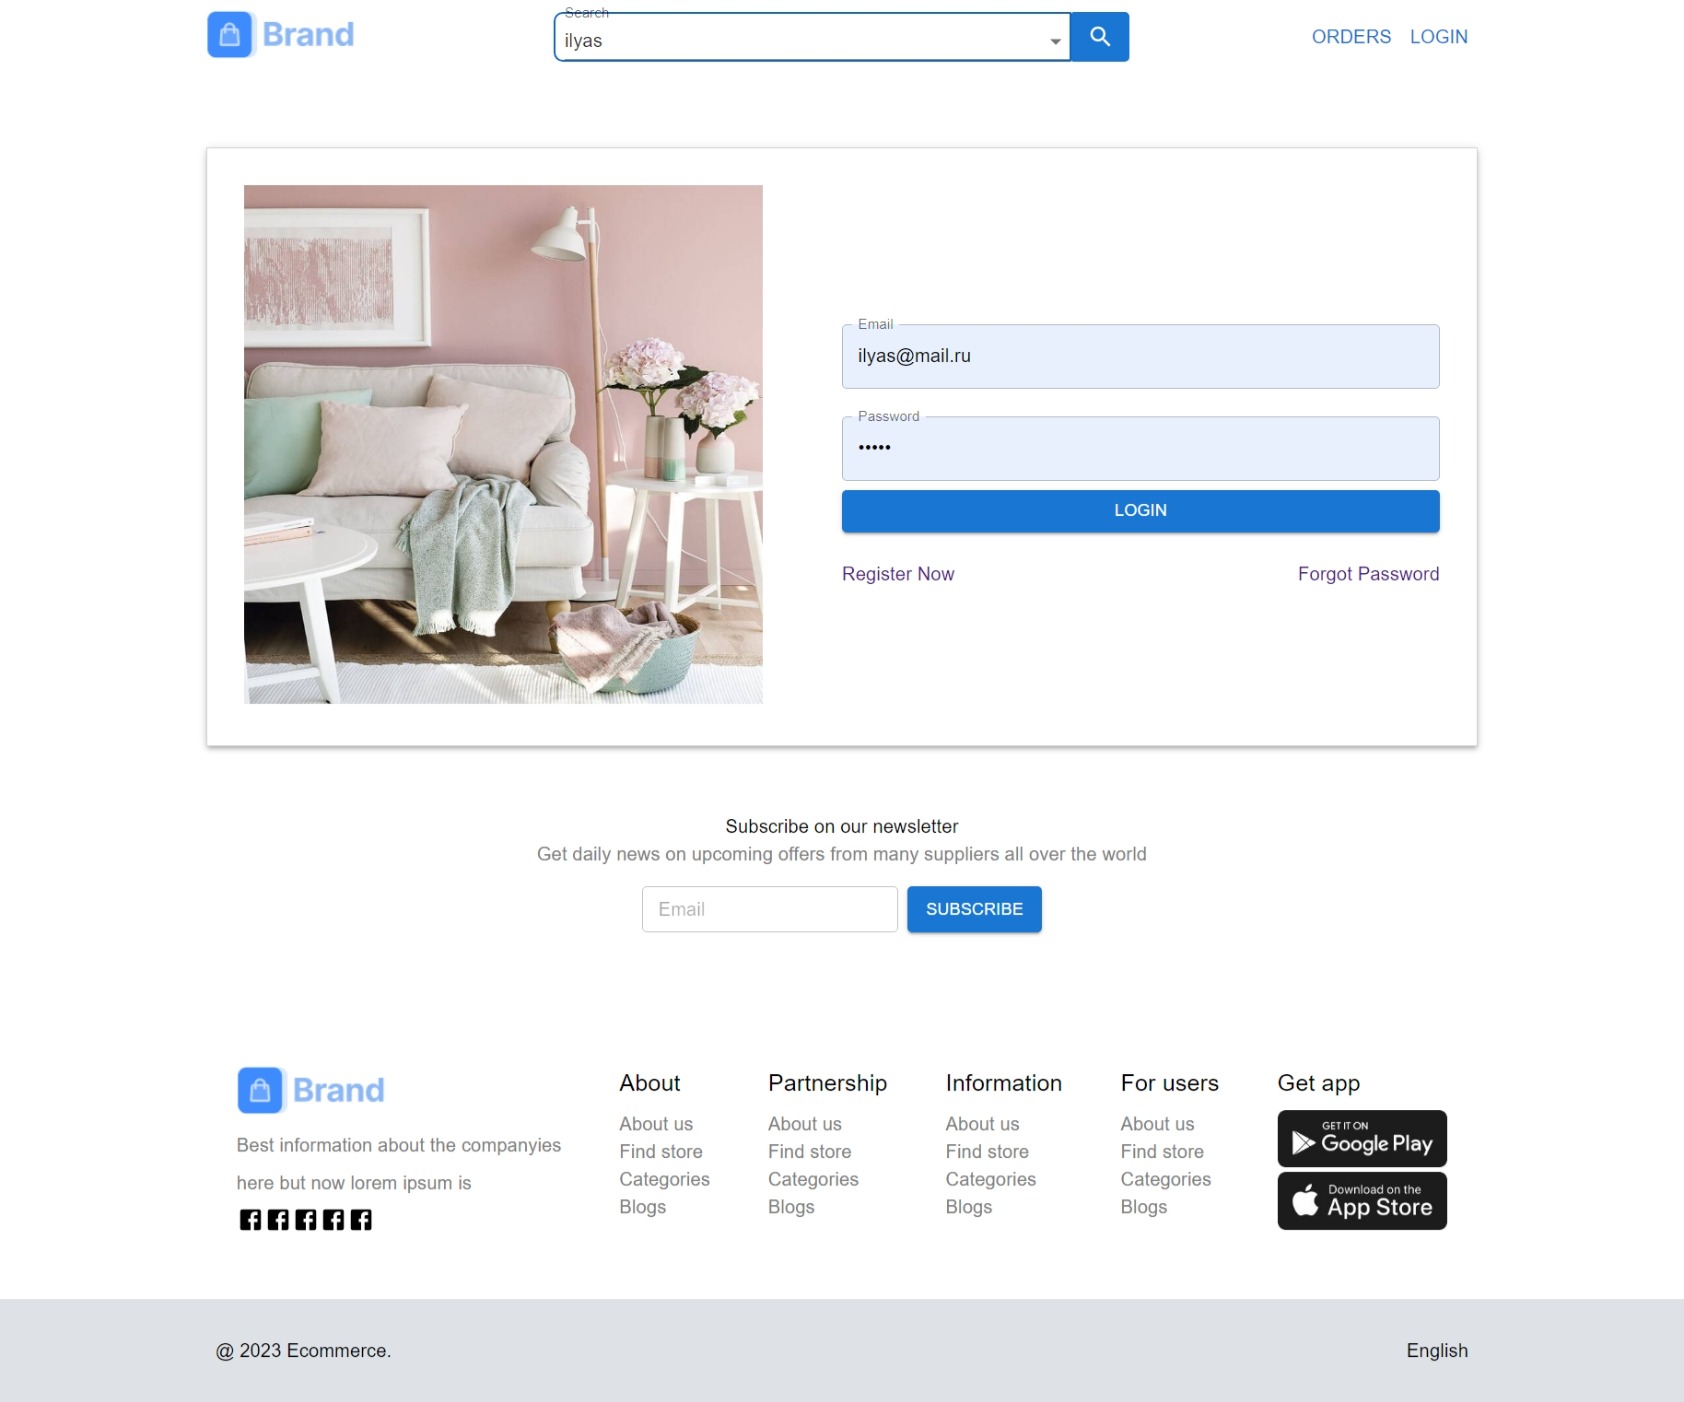 Brand
Search
ilyas
ORDERS LOGIN
Email
ilyas@mail.ru
Password
•••••
LOGIN
Register Now Forgot Password
Subscribe on our newsletter
Get daily news on upcoming offers from many suppliers all over the world
Email SUBSCRIBE
Brand
Best information about the companyies
here but now lorem ipsum is
About
About us
Find store
Categories
Blogs
Partnership
About us
Find store
Categories
Blogs
Information
About us
Find store
Categories
Blogs
For users
About us
Find store
Categories
Blogs
Get app
GET IT ON
Google Play
Download on the
App Store
@ 2023 Ecommerce. English